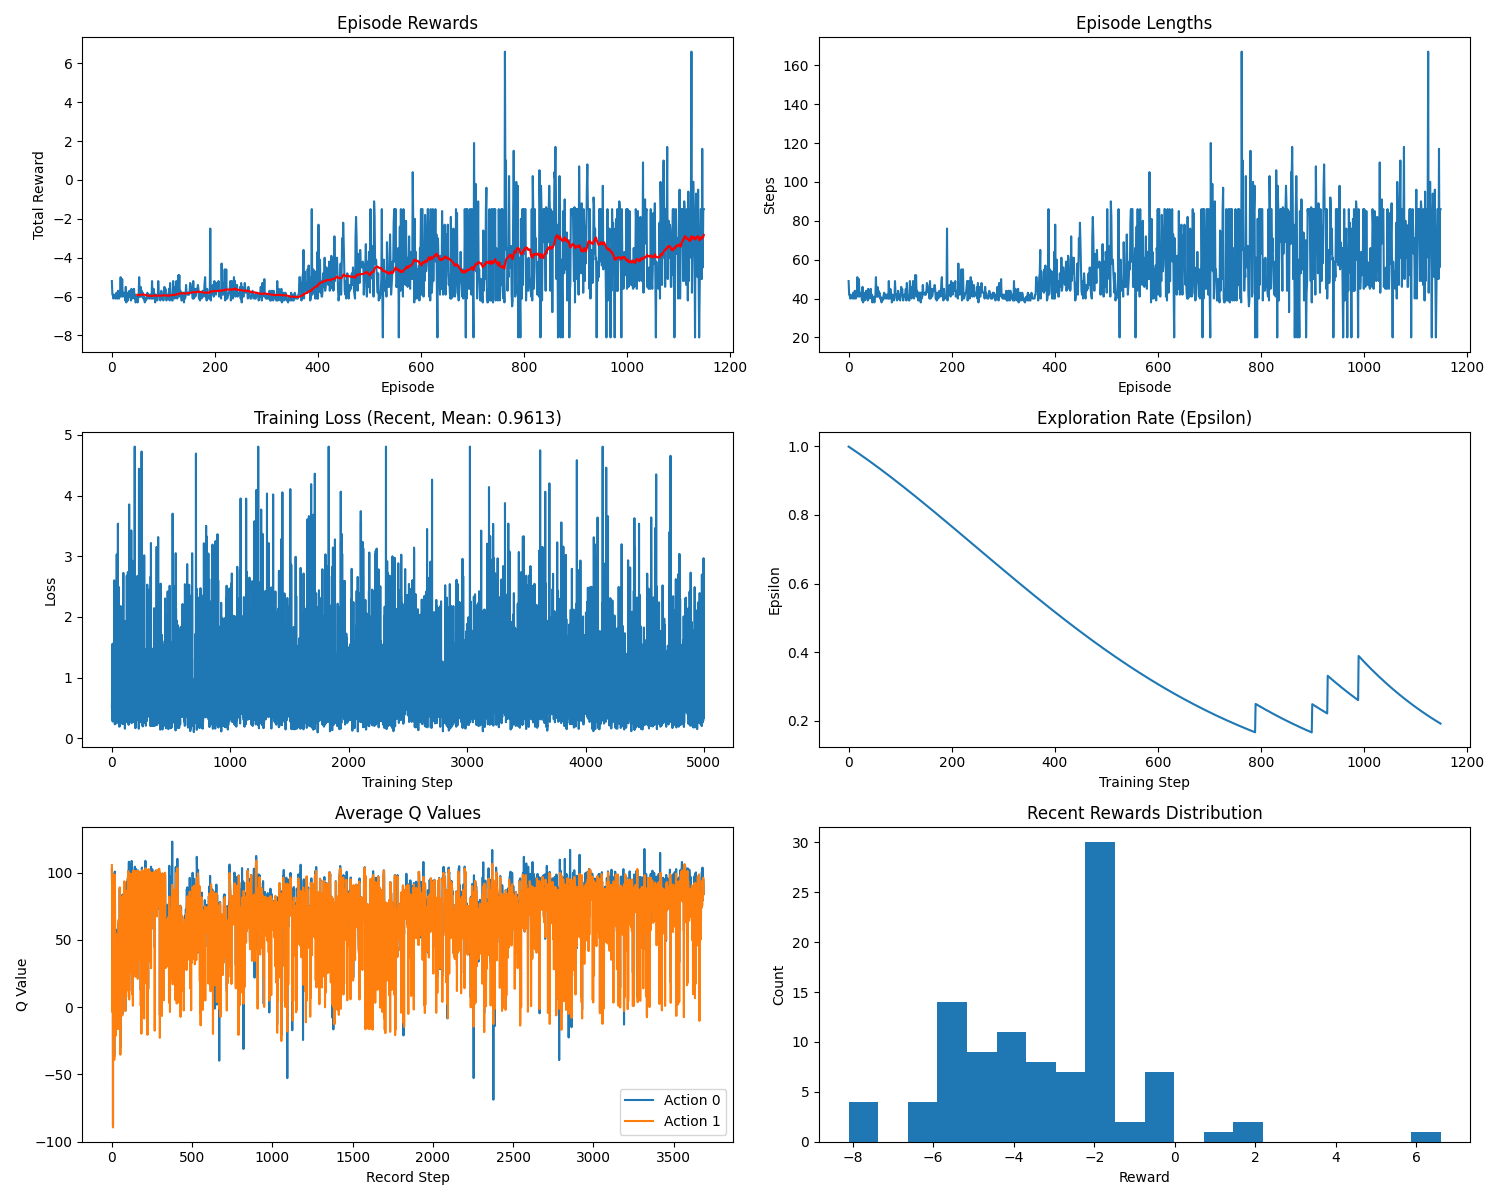 Episode Rewards
Total Reward
6
4
2
0
−2
−4
−6
−8
0 200 400 600 800 1000 1200
Episode
Episode Lengths
Steps
160
140
120
100
80
60
40
20
0 200 400 600 800 1000 1200
Episode
Training Loss (Recent, Mean: 0.9613)
Loss
5
4
3
2
1
0
0 1000 2000 3000 4000 5000
Training Step
Exploration Rate (Epsilon)
Epsilon
1.0
0.8
0.6
0.4
0.2
0 200 400 600 800 1000 1200
Training Step
Average Q Values
Q Value
100
50
0
−50
−100
Action 0
Action 1
0 500 1000 1500 2000 2500 3000 3500
Record Step
Recent Rewards Distribution
Count
30
25
20
15
10
5
0
−8 −6 −4 −2 0 2 4 6
Reward